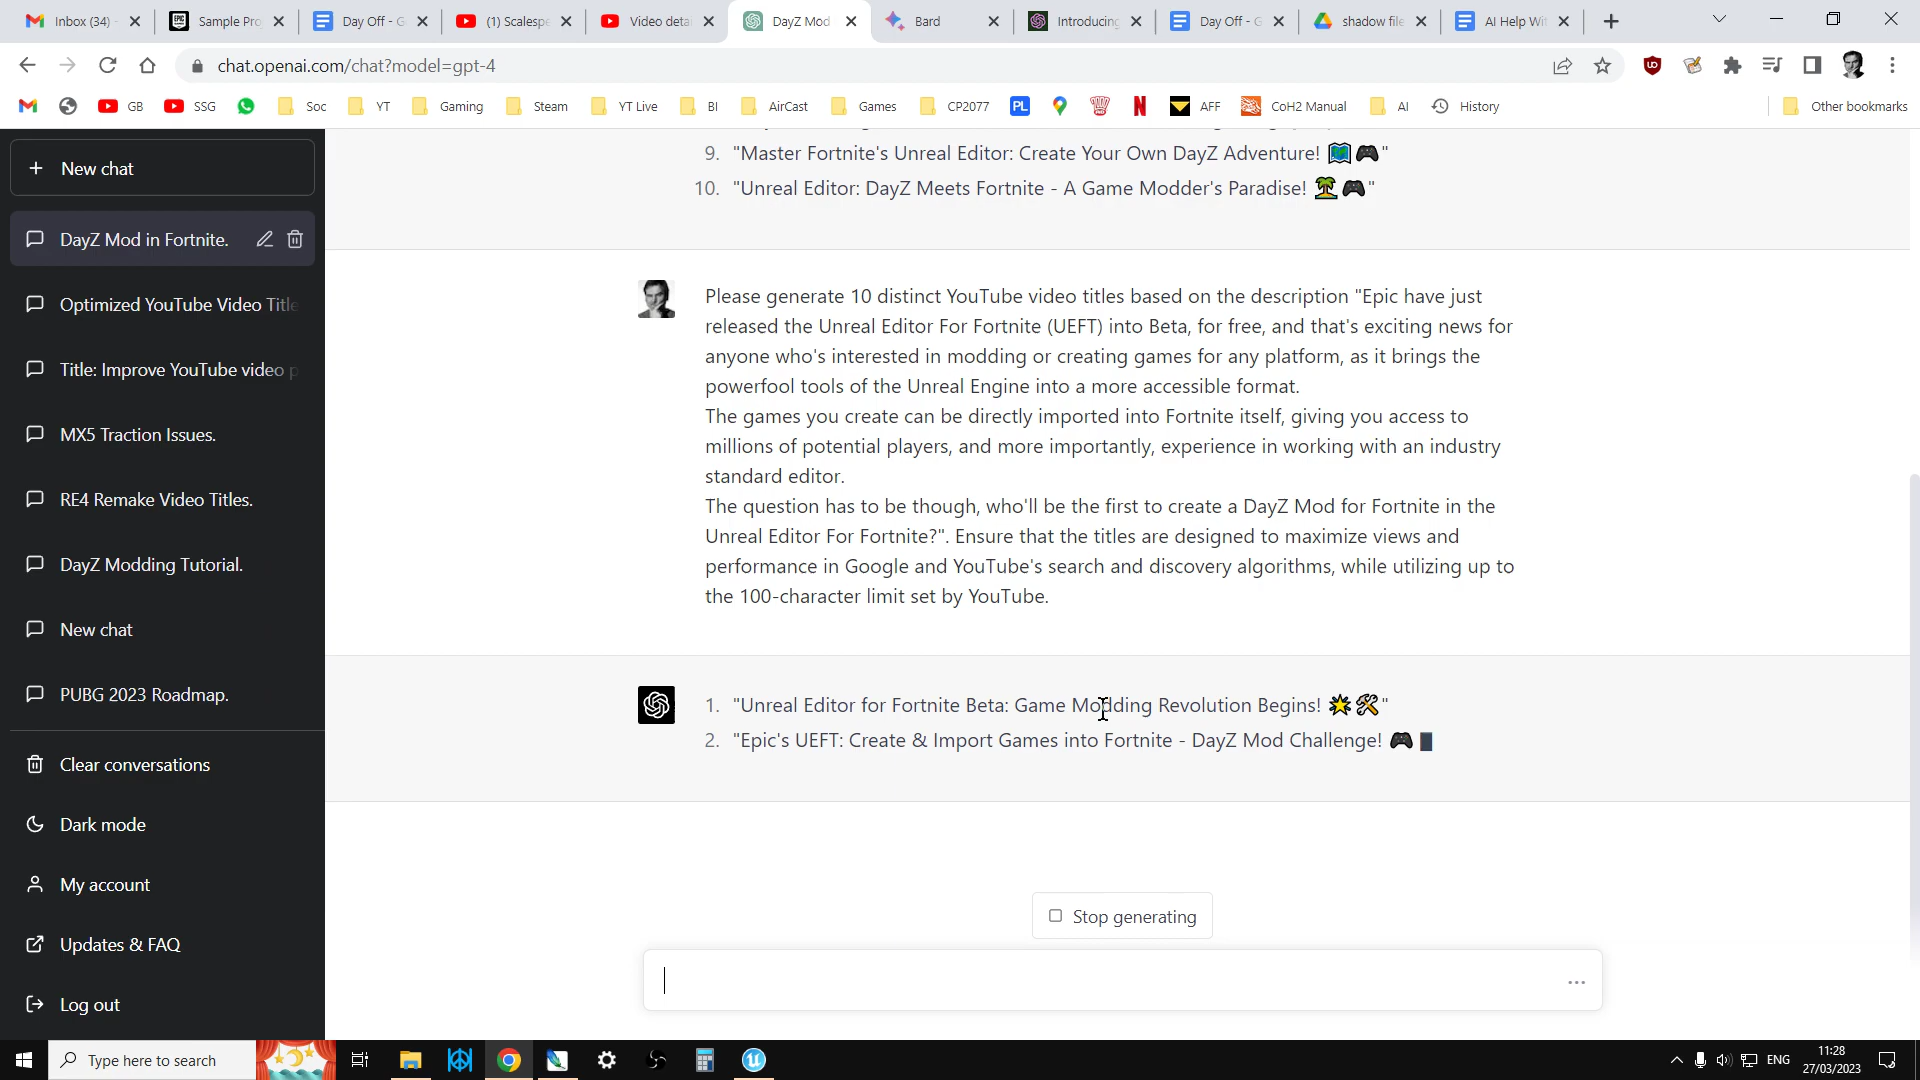 Inbox (34) -
Sample Pro
Day Off - G
(1) Scalespe
Video detai
DayZ Mod
Bard
Introducing
Day Off - G
shadow file
AI Help Wit
chat.openai.com/chat?model=gpt-4
GB
SSG
Soc
YT
Gaming
Steam
YT Live
BI
AirCast
Games
CP2077
PL
N
AFF
CoH2 Manual
AI
History
Other bookmarks
New chat
DayZ Mod in Fortnite.
Optimized YouTube Video Title
Title: Improve YouTube video p
MX5 Traction Issues.
RE4 Remake Video Titles.
DayZ Modding Tutorial.
New chat
PUBG 2023 Roadmap.
Clear conversations
Dark mode
My account
Updates & FAQ
Log out
9. "Master Fortnite's Unreal Editor: Create Your Own DayZ Adventure! 🗺️🎮"
10. "Unreal Editor: DayZ Meets Fortnite - A Game Modder's Paradise! 🏝️🎮"
Please generate 10 distinct YouTube video titles based on the description "Epic have just
released the Unreal Editor For Fortnite (UEFT) into Beta, for free, and that's exciting news for
anyone who's interested in modding or creating games for any platform, as it brings the
powerfool tools of the Unreal Engine into a more accessible format.
The games you create can be directly imported into Fortnite itself, giving you access to
millions of potential players, and more importantly, experience in working with an industry
standard editor.
The question has to be though, who'll be the first to create a DayZ Mod for Fortnite in the
Unreal Editor For Fortnite?". Ensure that the titles are designed to maximize views and
performance in Google and YouTube's search and discovery algorithms, while utilizing up to
the 100-character limit set by YouTube.
1. "Unreal Editor for Fortnite Beta: Game Modding Revolution Begins! 🌟🛠️"
2. "Epic's UEFT: Create & Import Games into Fortnite - DayZ Mod Challenge! 🎮
Stop generating
Type here to search
ENG
11:28
27/03/2023